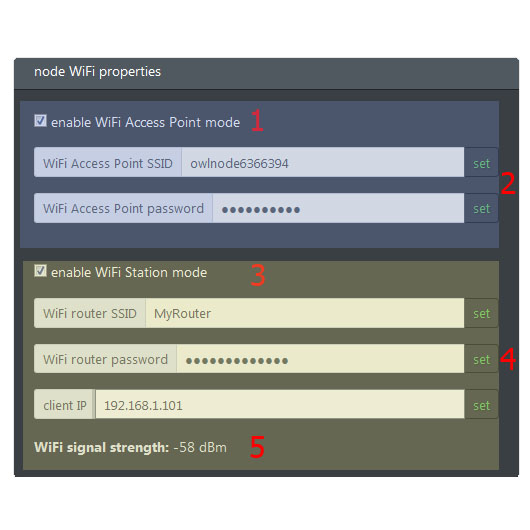 node WiFi properties
enable WiFi Access Point mode 1
WiFi Access Point SSID owlnode6366394 set
2
WiFi Access Point password ●●●●●●●●●● set
enable WiFi Station mode 3
WiFi router SSID MyRouter set
WiFi router password ●●●●●●●●●●●●● set 4
client IP 192.168.1.101 set
WiFi signal strength: -58 dBm 5